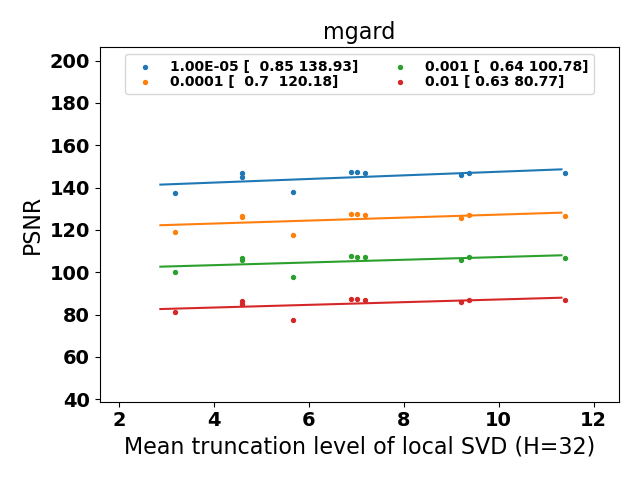 mgard
1.00E-05 [  0.85 138.93]
0.0001 [  0.7  120.18]
0.001 [  0.64 100.78]
0.01 [ 0.63 80.77]
PSNR
200
180
160
140
120
100
80
60
40
2 4 6 8 10 12
Mean truncation level of local SVD (H=32)